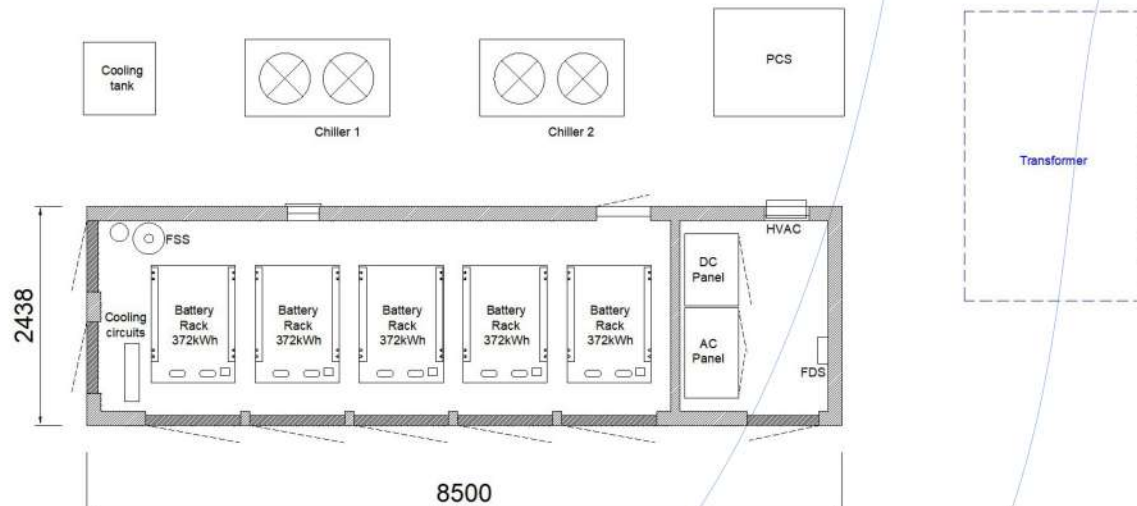 Cooling
tank
Chiller 1
Chiller 2
PCS
Transformer
2438
FSS
Cooling
circuits
Battery
Rack
372kWh
Battery
Rack
372kWh
Battery
Rack
372kWh
Battery
Rack
372kWh
Battery
Rack
372kWh
DC
Panel
AC
Panel
HVAC
FDS
8500